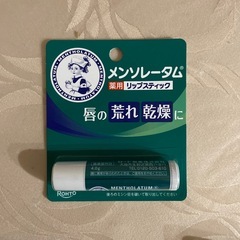 MENTHOLATUM
メンソレータム®
薬用 リップスティック
唇の 荒れ 乾燥 に
MENTHOLATUM®
ROHTO